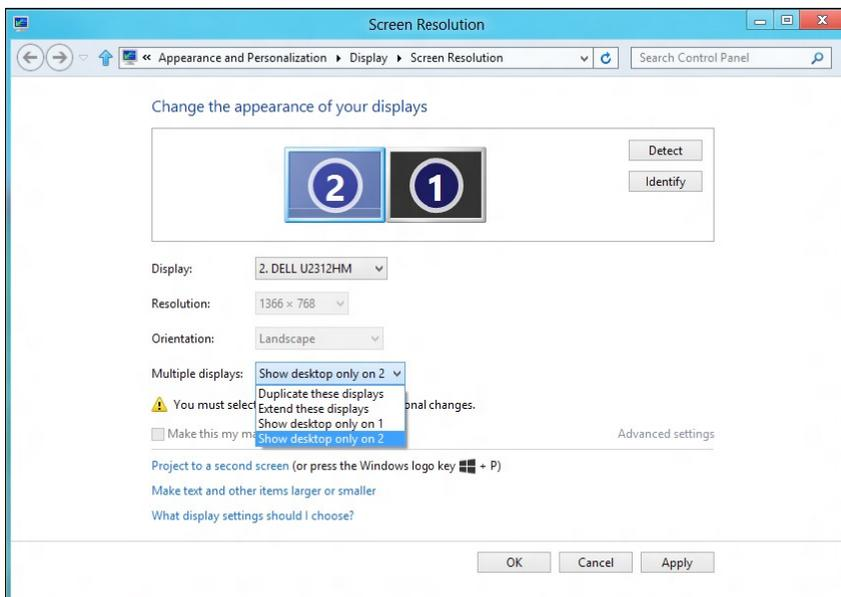 Screen Resolution
« Appearance and Personalization ▸ Display ▸ Screen Resolution
Search Control Panel
Change the appearance of your displays
2
1
Detect
Identify
Display: 2. DELL U2312HM
Resolution: 1366 × 768
Orientation: Landscape
Multiple displays: Show desktop only on 2
Duplicate these displays
Extend these displays
Show desktop only on 1
Show desktop only on 2
You must selec onal changes.
Make this my m Advanced settings
Project to a second screen (or press the Windows logo key + P)
Make text and other items larger or smaller
What display settings should I choose?
OK Cancel Apply